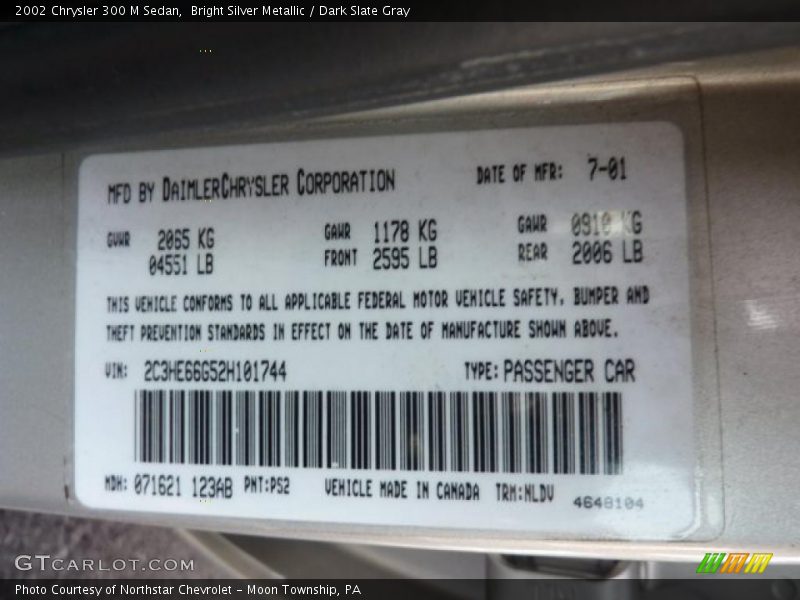 2002 Chrysler 300 M Sedan, Bright Silver Metallic / Dark Slate Gray
MFD BY DAIMLERCHRYSLER CORPORATION DATE OF MFR: 7-01
GVWR 2065 KG GAWR 1178 KG GAWR 0910 KG
04551 LB FRONT 2595 LB REAR 2006 LB
THIS VEHICLE CONFORMS TO ALL APPLICABLE FEDERAL MOTOR VEHICLE SAFETY, BUMPER AND
THEFT PREVENTION STANDARDS IN EFFECT ON THE DATE OF MANUFACTURE SHOWN ABOVE.
VIN: 2C3HE66G52H101744 TYPE: PASSENGER CAR
MDH: 071621 123AB PNT:PS2 VEHICLE MADE IN CANADA TRM:NLDV 4648104
GTCARLOT.COM
Photo Courtesy of Northstar Chevrolet - Moon Township, PA